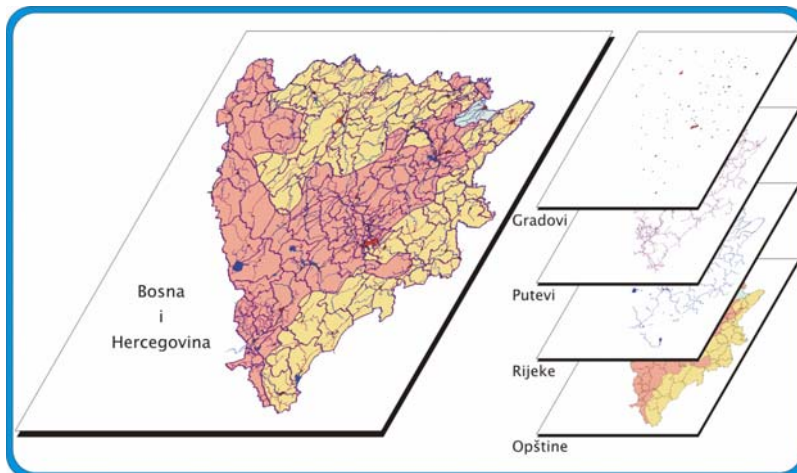 Bosna
i
Hercegovina
Gradovi
Putevi
Rijeke
Opštine